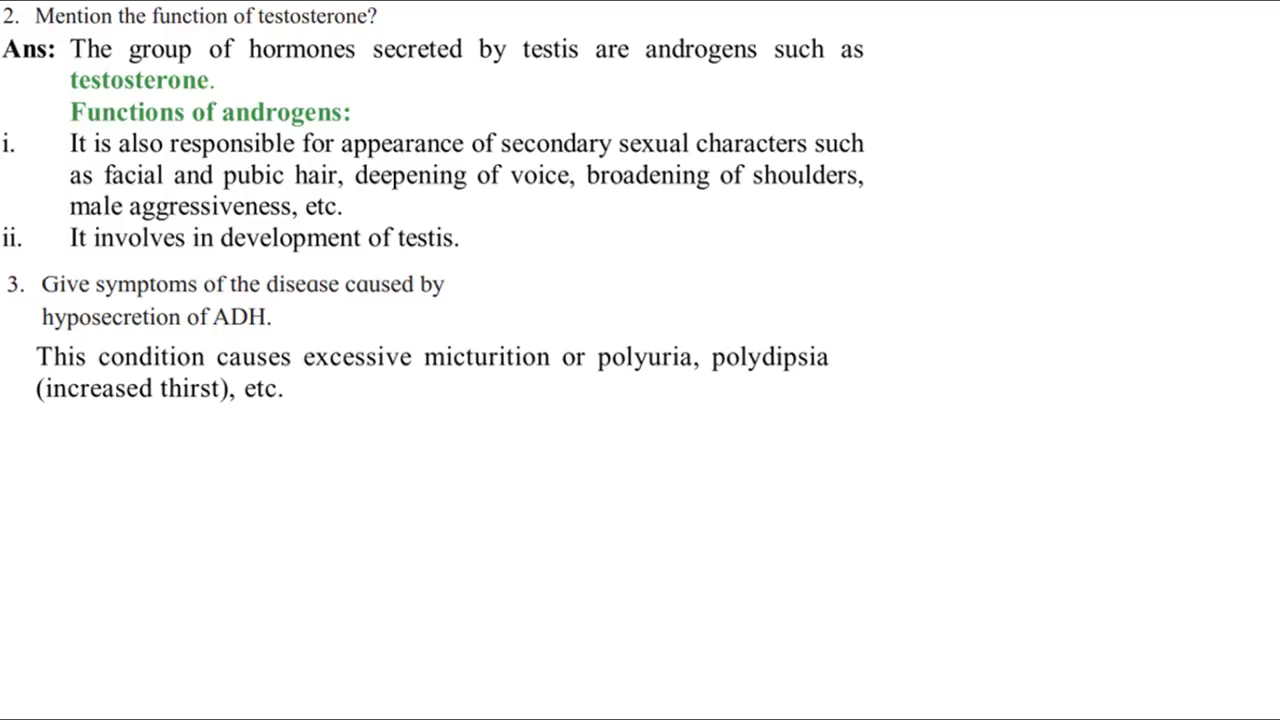 2. Mention the function of testosterone?
Ans: The group of hormones secreted by testis are androgens such as
testosterone.
Functions of androgens:
i. It is also responsible for appearance of secondary sexual characters such
as facial and pubic hair, deepening of voice, broadening of shoulders,
male aggressiveness, etc.
ii. It involves in development of testis.
3. Give symptoms of the disease caused by
hyposecretion of ADH.
This condition causes excessive micturition or polyuria, polydipsia
(increased thirst), etc.